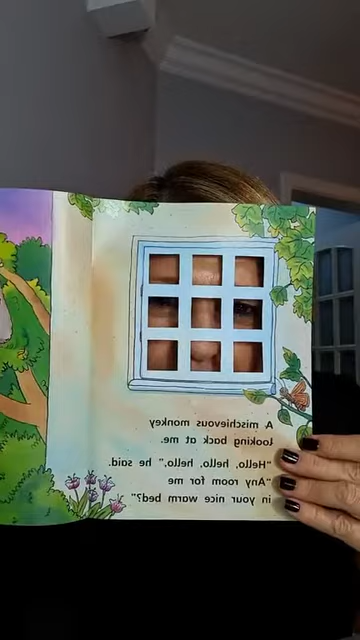 A mischievous monkey
looking back at me.
"Hello, hello, hello," he said.
"Any room for me
in your nice warm bed?"